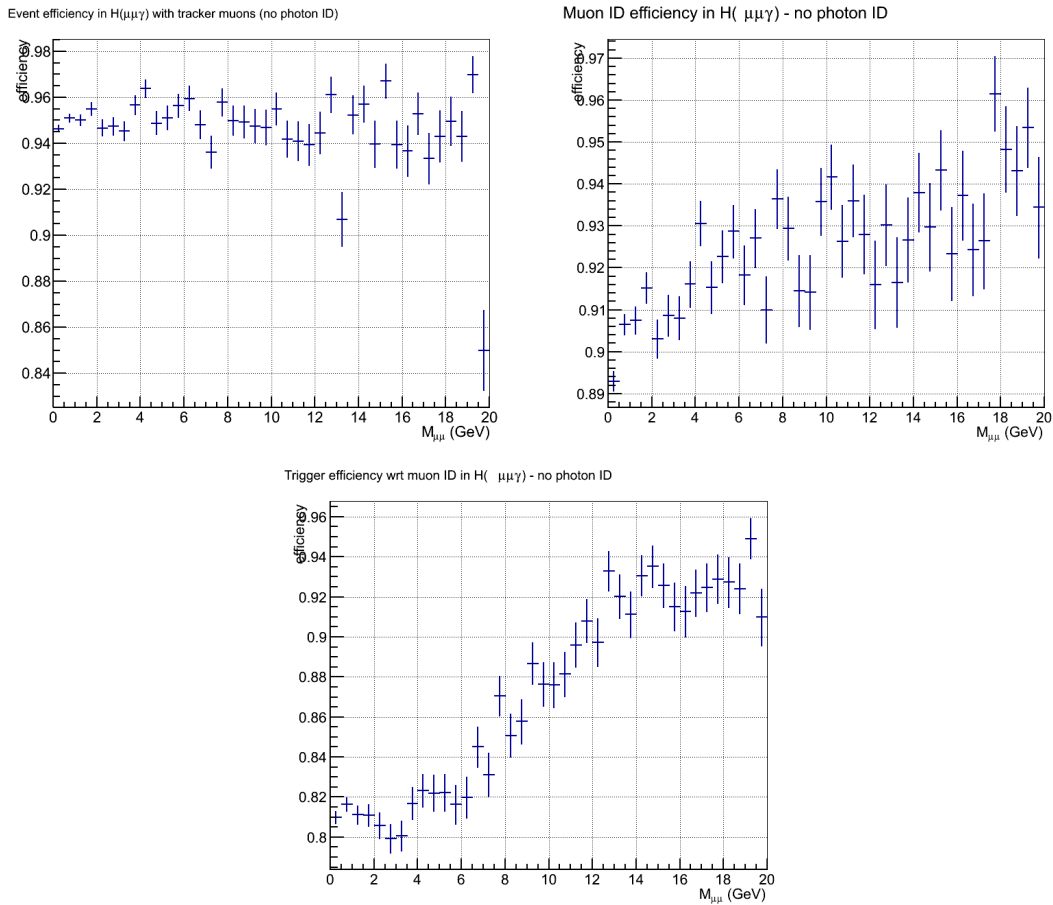 Event efficiency in H(μμγ) with tracker muons (no photon ID)
efficiency
0.98
0.96
0.94
0.92
0.9
0.88
0.86
0.84
0 2 4 6 8 10 12 14 16 18 20
Mμμ (GeV)
Muon ID efficiency in H( μμγ) - no photon ID
efficiency
0.97
0.96
0.95
0.94
0.93
0.92
0.91
0.9
0.89
0 2 4 6 8 10 12 14 16 18 20
Mμμ (GeV)
Trigger efficiency wrt muon ID in H( μμγ) - no photon ID
efficiency
0.96
0.94
0.92
0.9
0.88
0.86
0.84
0.82
0.8
0 2 4 6 8 10 12 14 16 18 20
Mμμ (GeV)